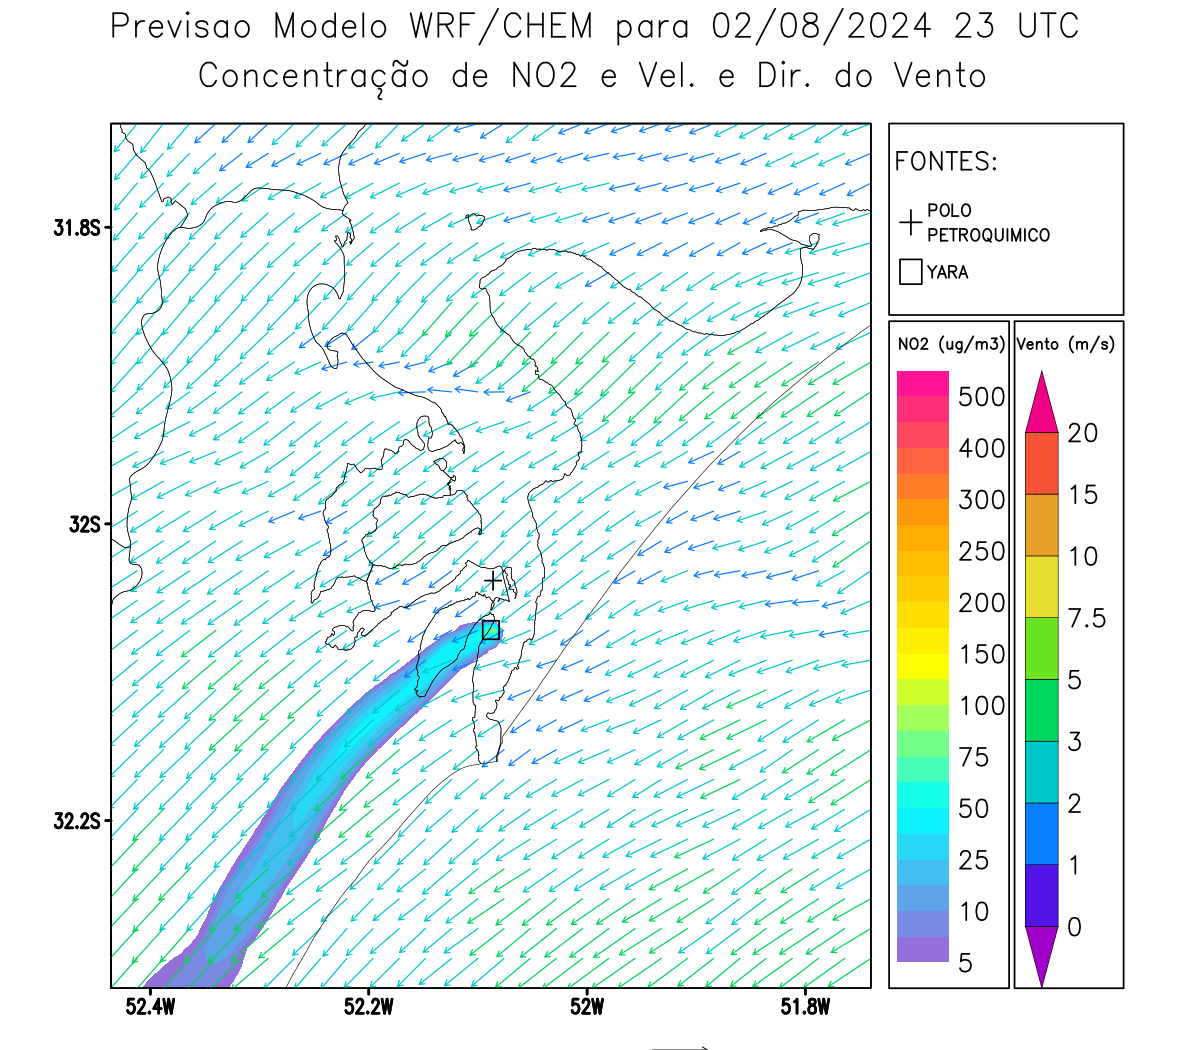 Previsao Modelo WRF/CHEM para 02/08/2024 23 UTC
Concentração de NO2 e Vel. e Dir. do Vento
FONTES:
POLO
PETROQUIMICO
YARA
NO2 (ug/m3)
500
400
300
250
200
150
100
75
50
25
10
5
Vento (m/s)
20
15
10
7.5
5
3
2
1
0
31.8S
32S
32.2S
52.4W
52.2W
52W
51.8W